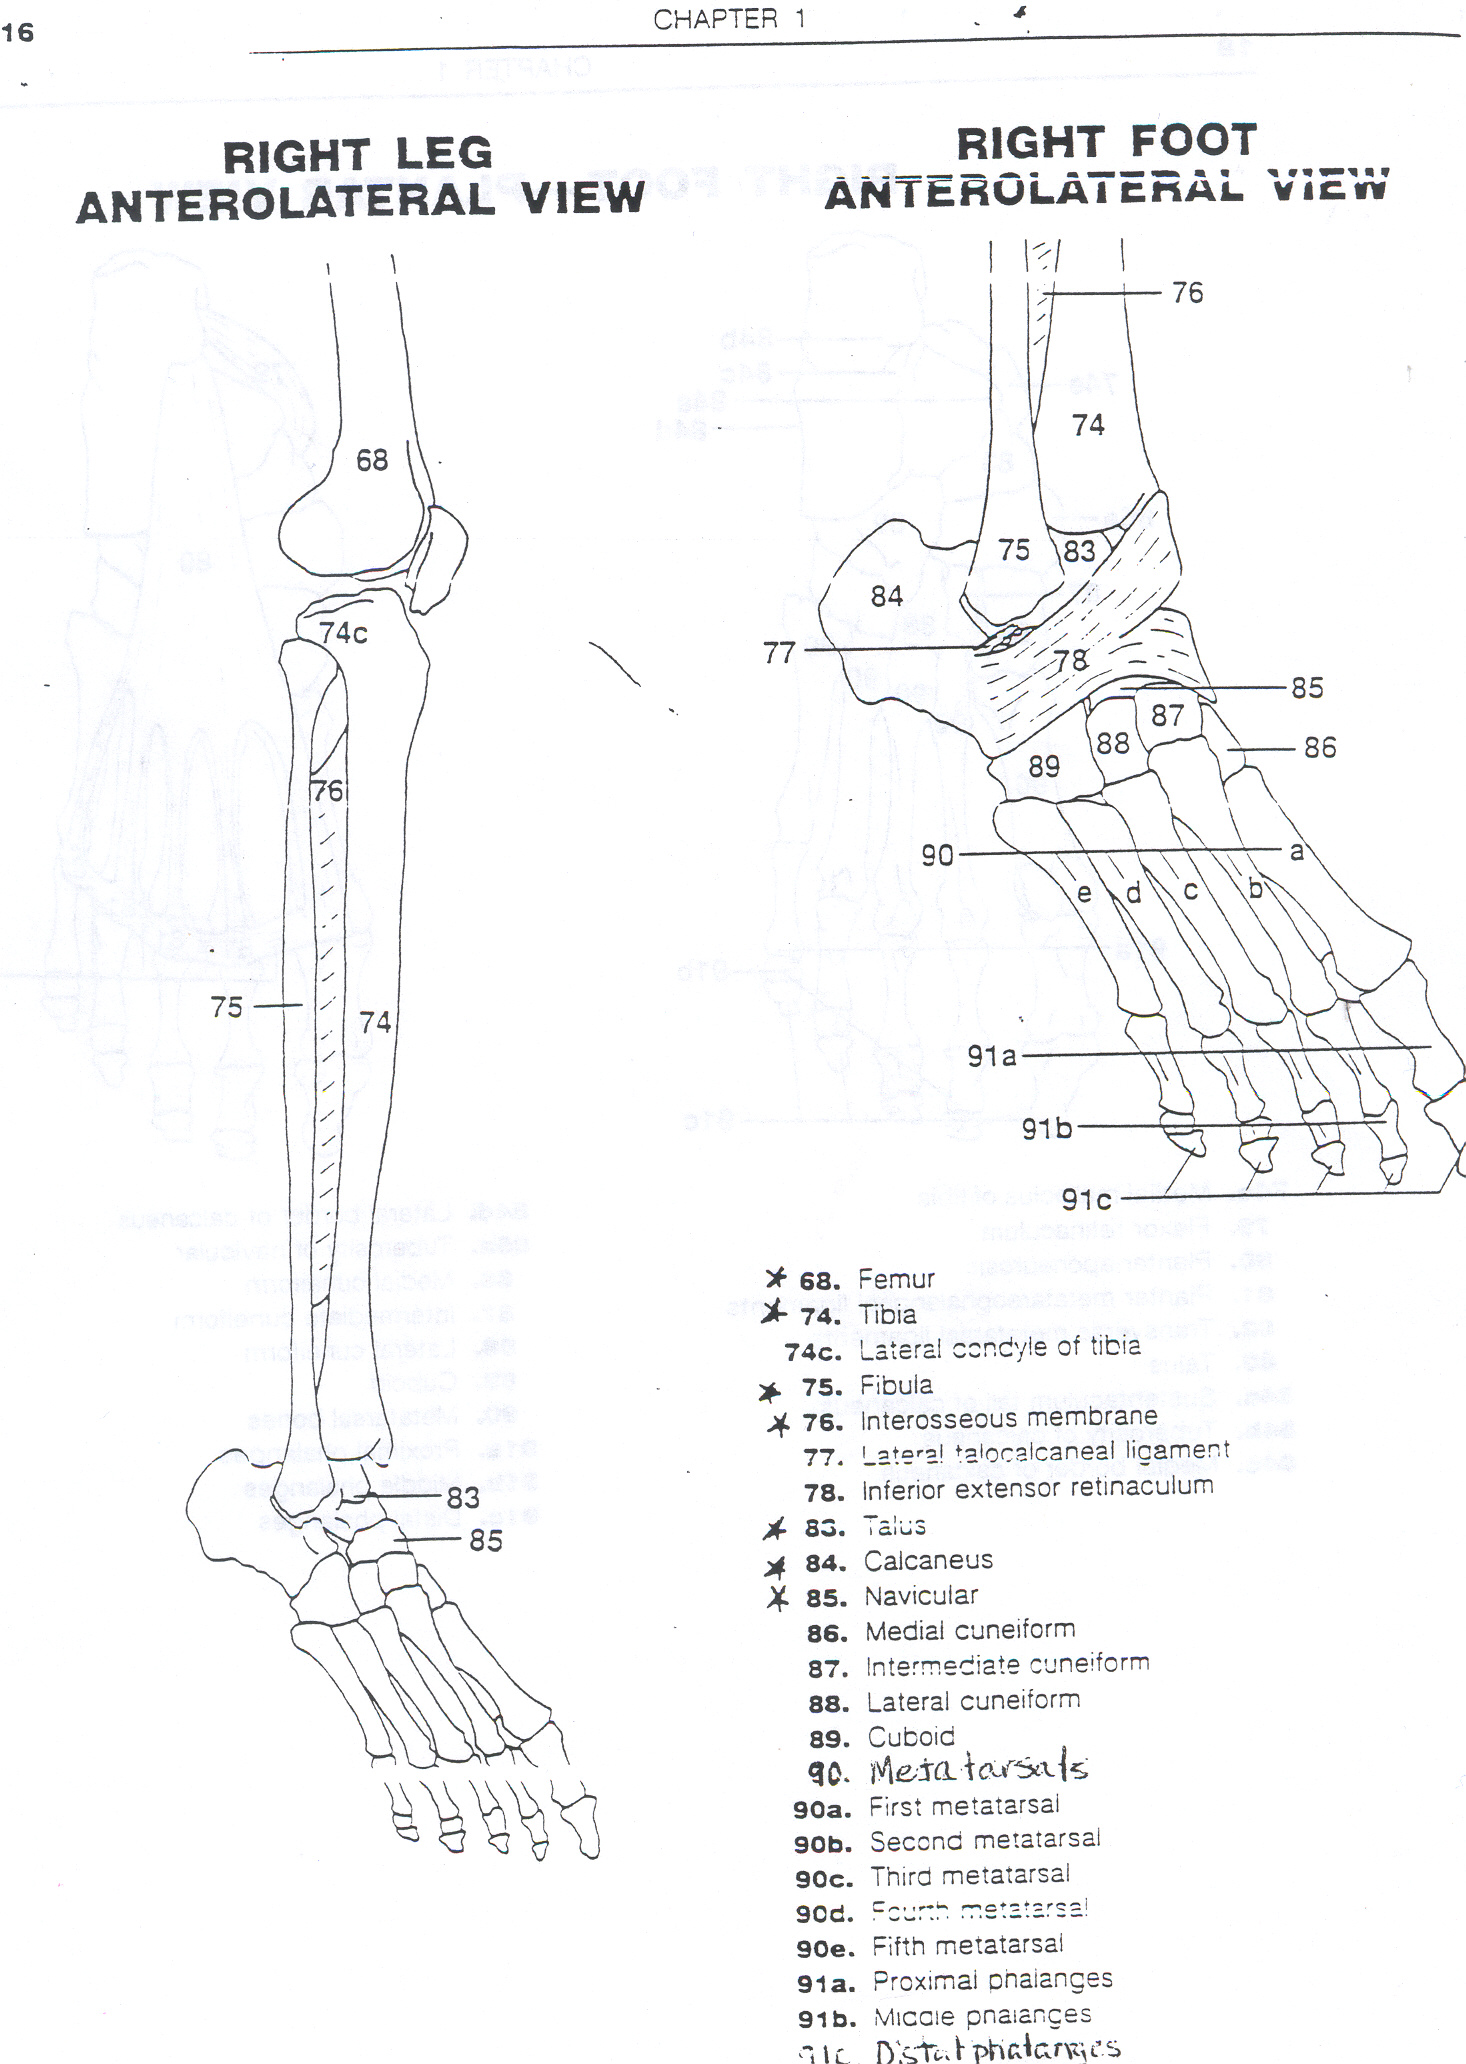 16
CHAPTER 1
RIGHT LEG
ANTEROLATERAL VIEW
68
74c
76
75
74
83
85
RIGHT FOOT
ANTEROLATERAL VIEW
76
74
75
83
84
77
78
85
87
88
86
89
90
a
e d c b
91a
91b
91c
68. Femur
74. Tibia
74c. Lateral condyle of tibia
75. Fibula
76. Interosseous membrane
77. Lateral talocalcaneal ligament
78. Inferior extensor retinaculum
83. Talus
84. Calcaneus
85. Navicular
86. Medial cuneiform
87. Intermediate cuneiform
88. Lateral cuneiform
89. Cuboid
90. Metatarsals
90a. First metatarsal
90b. Second metatarsal
90c. Third metatarsal
90d. Fourth metatarsal
90e. Fifth metatarsal
91a. Proximal phalanges
91b. Middle phalanges
91c Distal phalanges